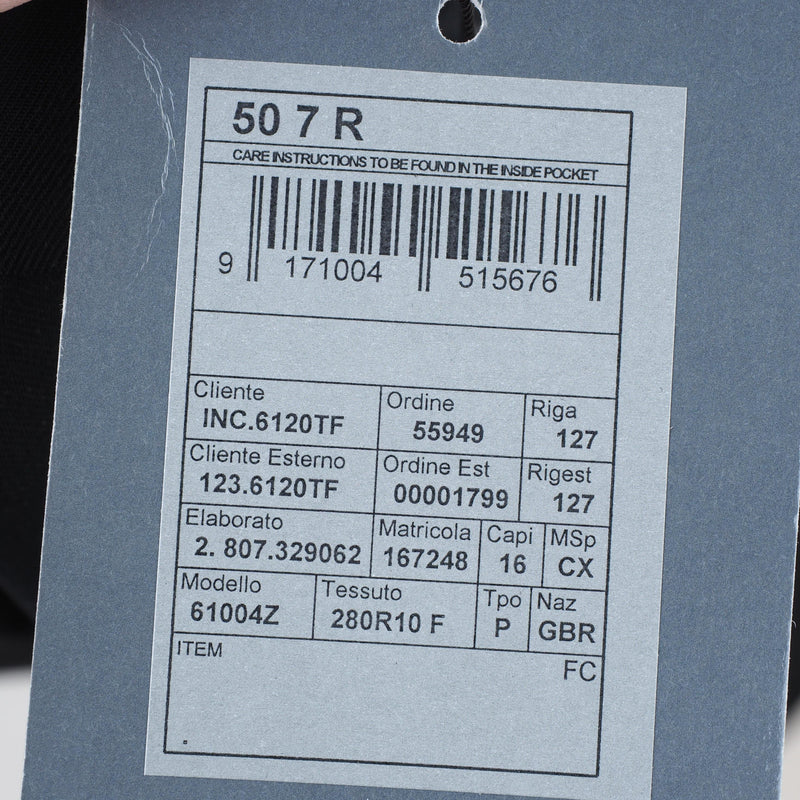 50 7 R
CARE INSTRUCTIONS TO BE FOUND IN THE INSIDE POCKET
9 171004 515676
Cliente Ordine Riga
INC.6120TF 55949 127
Cliente Esterno Ordine Est Rigest
123.6120TF 00001799 127
Elaborato Matricola Capi MSp
2. 807.329062 167248 16 CX
Modello Tessuto Tpo Naz
61004Z 280R10 F P GBR
ITEM FC